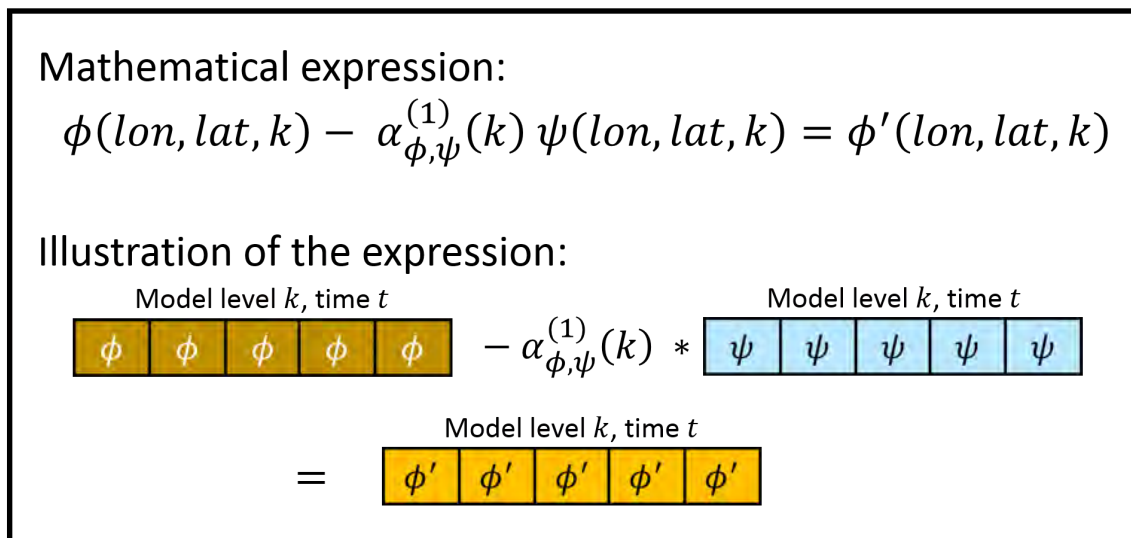 Mathematical expression:
𝜙(𝑙𝑜𝑛, 𝑙𝑎𝑡, 𝑘) − 𝛼_{𝜙,𝜓}^{(1)}(𝑘) 𝜓(𝑙𝑜𝑛, 𝑙𝑎𝑡, 𝑘) = 𝜙′(𝑙𝑜𝑛, 𝑙𝑎𝑡, 𝑘)
Illustration of the expression:
Model level 𝑘, time 𝑡 Model level 𝑘, time 𝑡
𝜙 𝜙 𝜙 𝜙 𝜙 − 𝛼_{𝜙,𝜓}^{(1)}(𝑘) * 𝜓 𝜓 𝜓 𝜓 𝜓
Model level 𝑘, time 𝑡
= 𝜙′ 𝜙′ 𝜙′ 𝜙′ 𝜙′